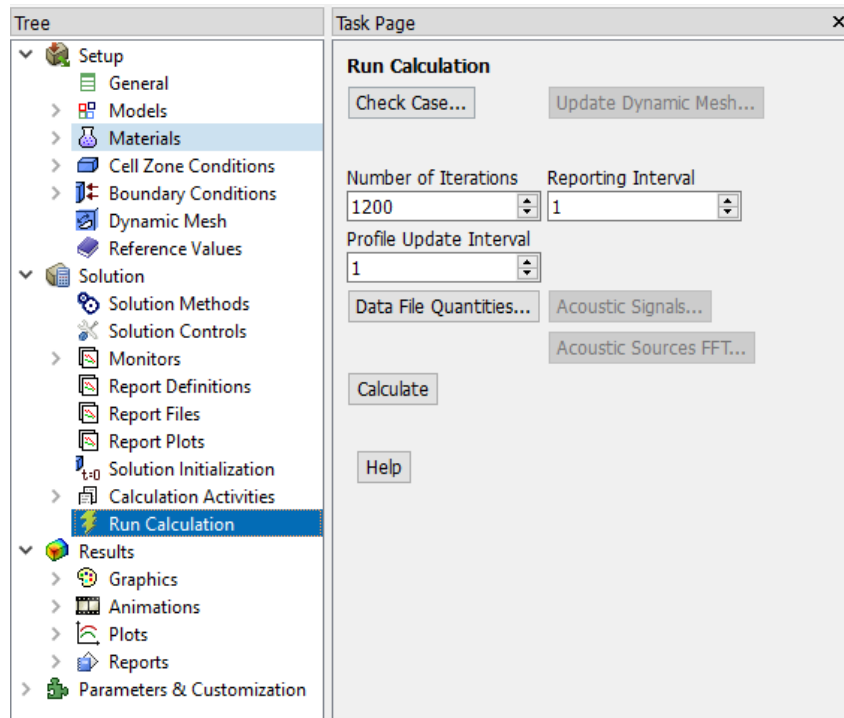 Tree
Setup
General
Models
Materials
Cell Zone Conditions
Boundary Conditions
Dynamic Mesh
Reference Values
Solution
Solution Methods
Solution Controls
Monitors
Report Definitions
Report Files
Report Plots
t=0 Solution Initialization
Calculation Activities
Run Calculation
Results
Graphics
Animations
Plots
Reports
Parameters & Customization
Task Page
Run Calculation
Check Case... Update Dynamic Mesh...
Number of Iterations Reporting Interval
1200 1
Profile Update Interval
1
Data File Quantities... Acoustic Signals...
Acoustic Sources FFT...
Calculate
Help